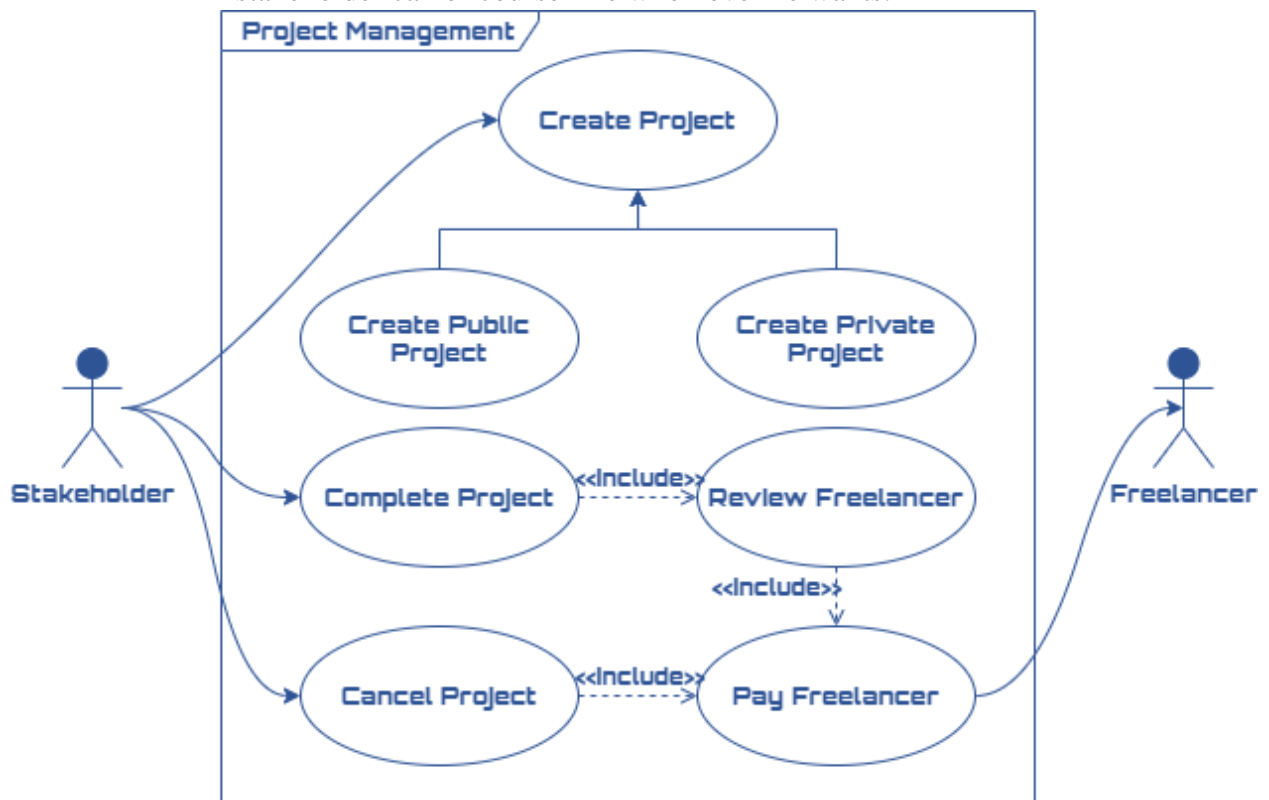 Project Management
Create Project
Create Public
Project
Create Private
Project
Stakeholder
Complete Project
<<Include>>
Review Freelancer
Freelancer
<<Include>>
Cancel Project
<<Include>>
Pay Freelancer